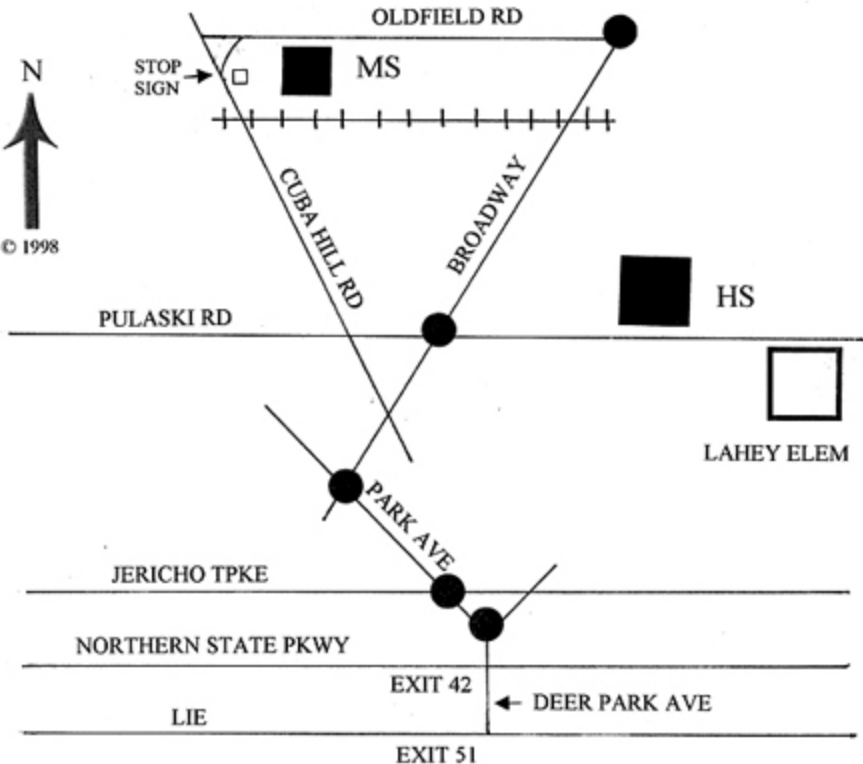 OLDFIELD RD
N
STOP
SIGN
MS
© 1998
CUBA HILL RD
BROADWAY
HS
PULASKI RD
LAHEY ELEM
PARK AVE
JERICHO TPKE
NORTHERN STATE PKWY
EXIT 42
DEER PARK AVE
LIE
EXIT 51